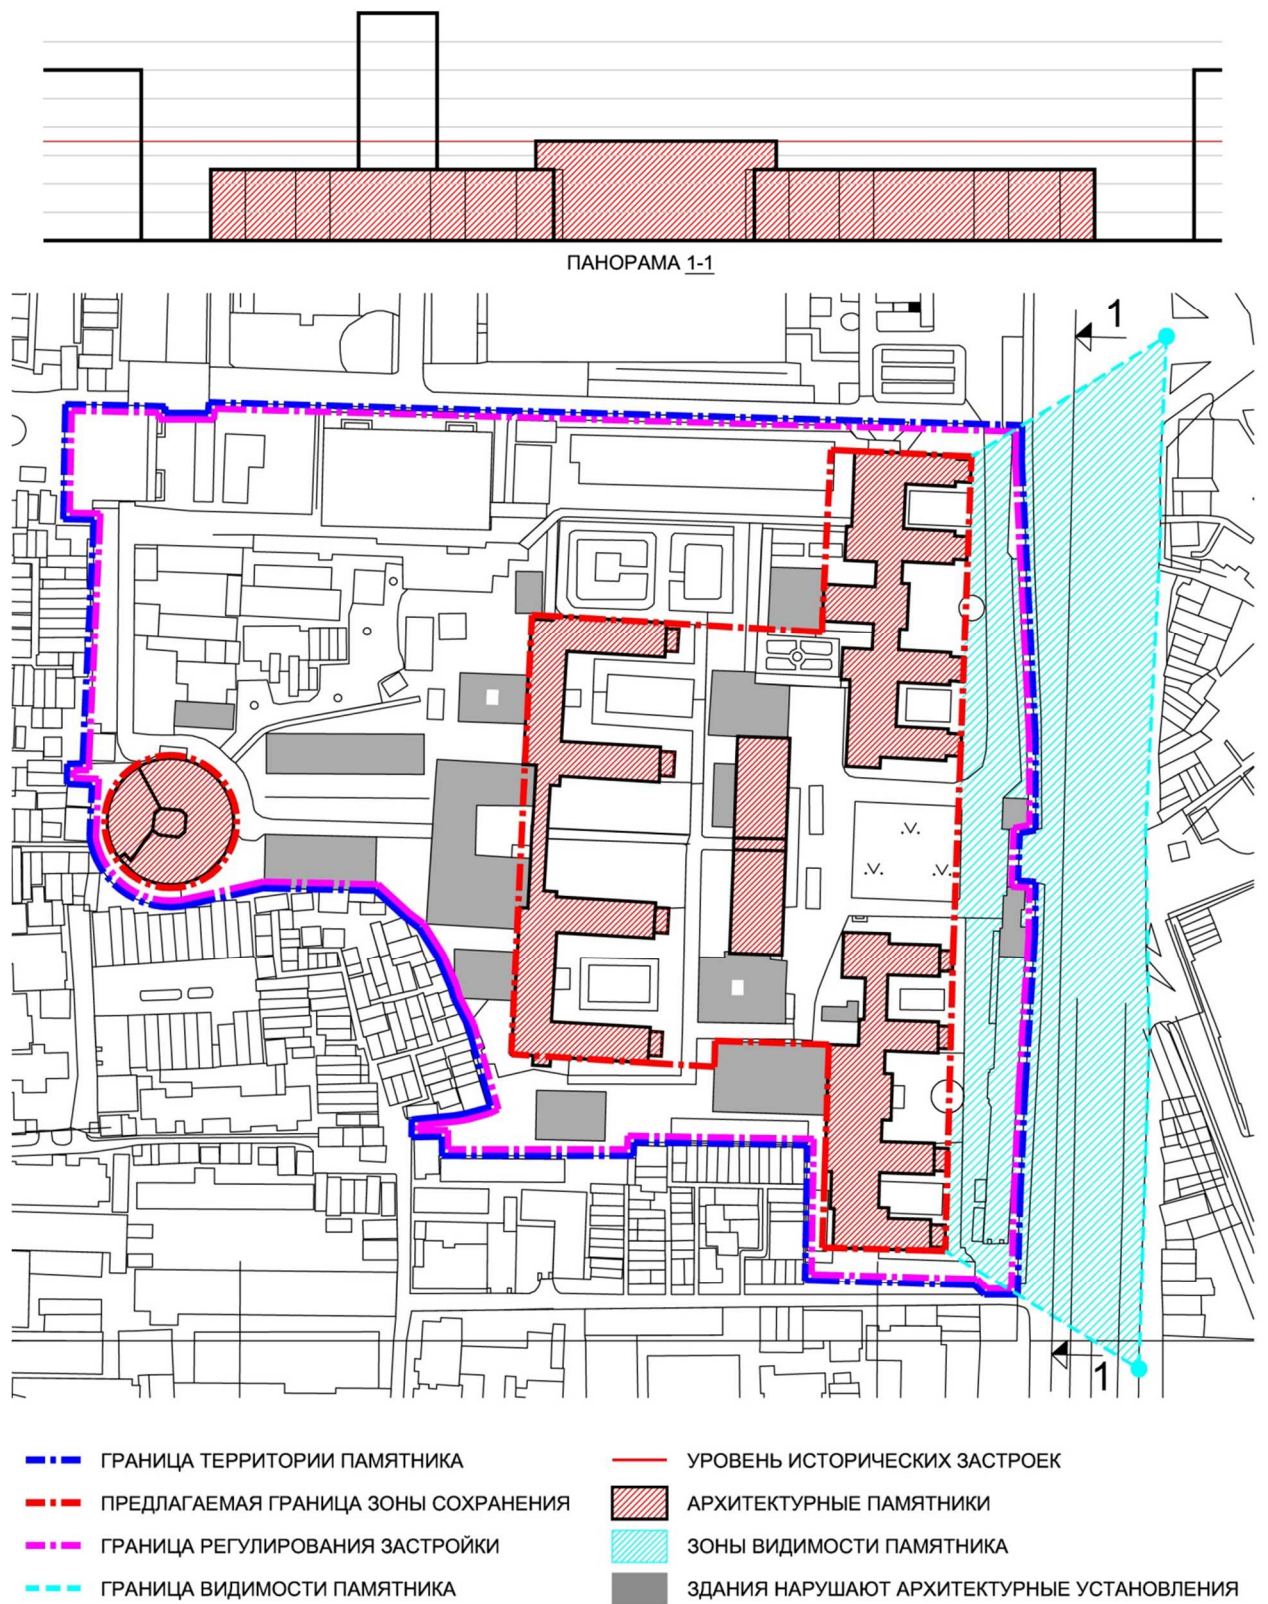 ПАНОРАМА 1-1
1
1
ГРАНИЦА ТЕРРИТОРИИ ПАМЯТНИКА
ПРЕДЛАГАЕМАЯ ГРАНИЦА ЗОНЫ СОХРАНЕНИЯ
ГРАНИЦА РЕГУЛИРОВАНИЯ ЗАСТРОЙКИ
ГРАНИЦА ВИДИМОСТИ ПАМЯТНИКА
УРОВЕНЬ ИСТОРИЧЕСКИХ ЗАСТРОЕК
АРХИТЕКТУРНЫЕ ПАМЯТНИКИ
ЗОНЫ ВИДИМОСТИ ПАМЯТНИКА
ЗДАНИЯ НАРУШАЮТ АРХИТЕКТУРНЫЕ УСТАНОВЛЕНИЯ